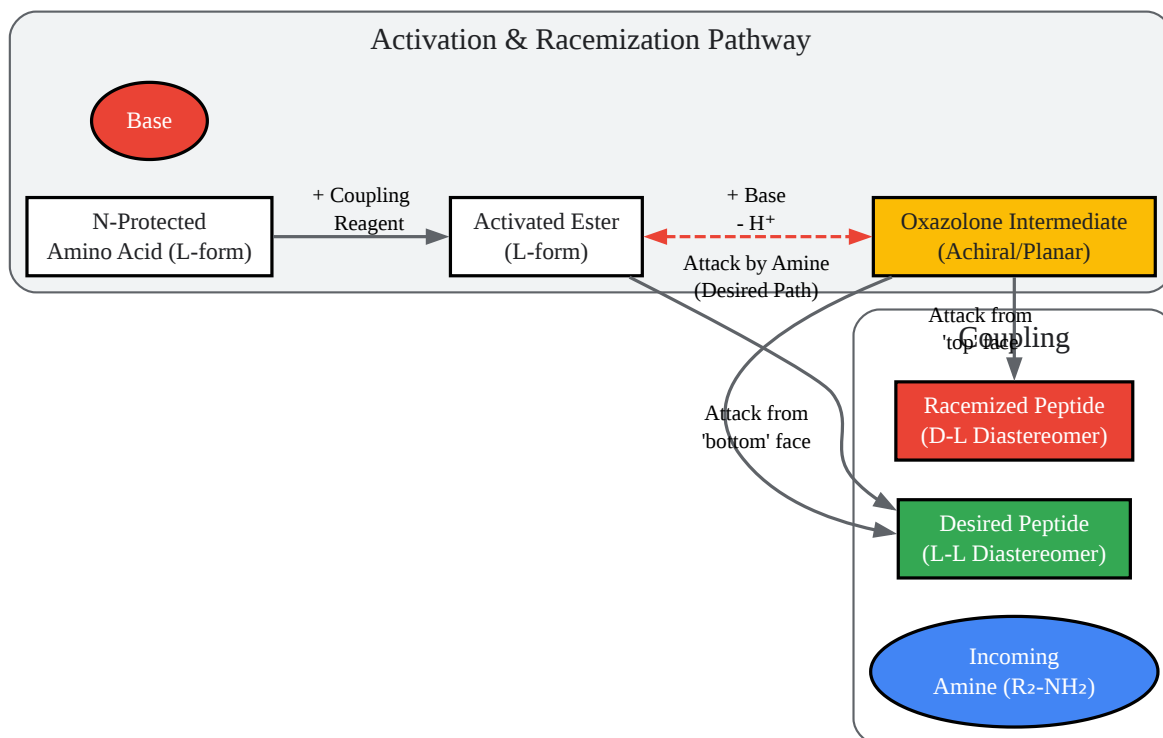 Activation & Racemization Pathway
Base
N-Protected
Amino Acid (L-form)
+ Coupling
Reagent
Activated Ester
(L-form)
+ Base
- H⁺
Oxazolone Intermediate
(Achiral/Planar)
Attack by Amine
(Desired Path)
Attack from
'top' face
Coupling
Racemized Peptide
(D-L Diastereomer)
Attack from
'bottom' face
Desired Peptide
(L-L Diastereomer)
Incoming
Amine (R₂-NH₂)